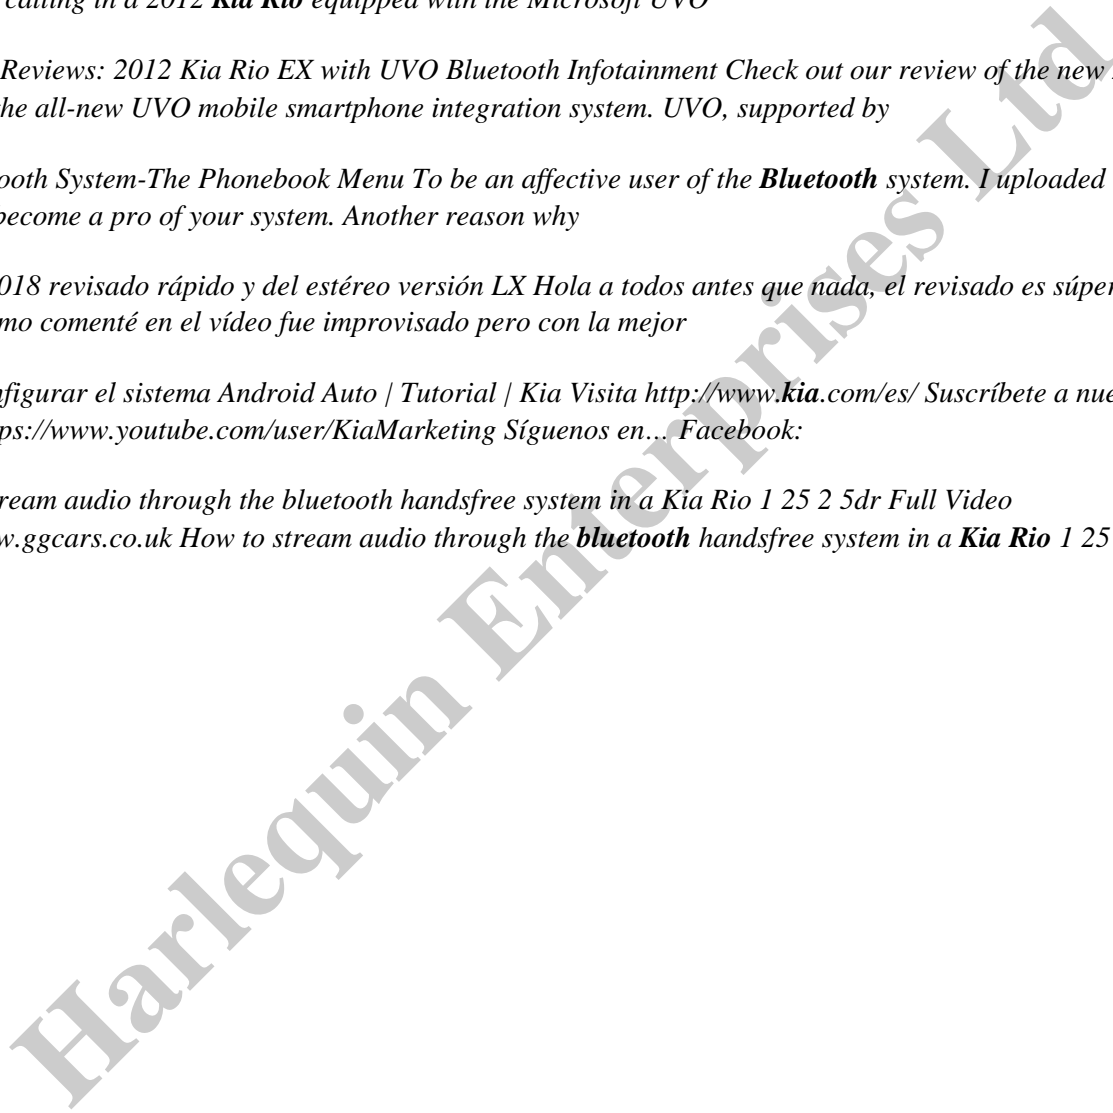 calling in a 2012 Kia Rio equipped with the Microsoft UVO
Reviews: 2012 Kia Rio EX with UVO Bluetooth Infotainment Check out our review of the new
the all-new UVO mobile smartphone integration system. UVO, supported by
ooth System-The Phonebook Menu To be an affective user of the Bluetooth system. I uploaded
become a pro of your system. Another reason why
018 revisado rápido y del estéreo versión LX Hola a todos antes que nada, el revisado es súper
mo comenté en el vídeo fue improvisado pero con la mejor
nfigurar el sistema Android Auto | Tutorial | Kia Visita http://www.kia.com/es/ Suscríbete a nue
ps://www.youtube.com/user/KiaMarketing Síguenos en… Facebook:
ream audio through the bluetooth handsfree system in a Kia Rio 1 25 2 5dr Full Video
w.ggcars.co.uk How to stream audio through the bluetooth handsfree system in a Kia Rio 1 25
Harlequin Enterprises Ltd